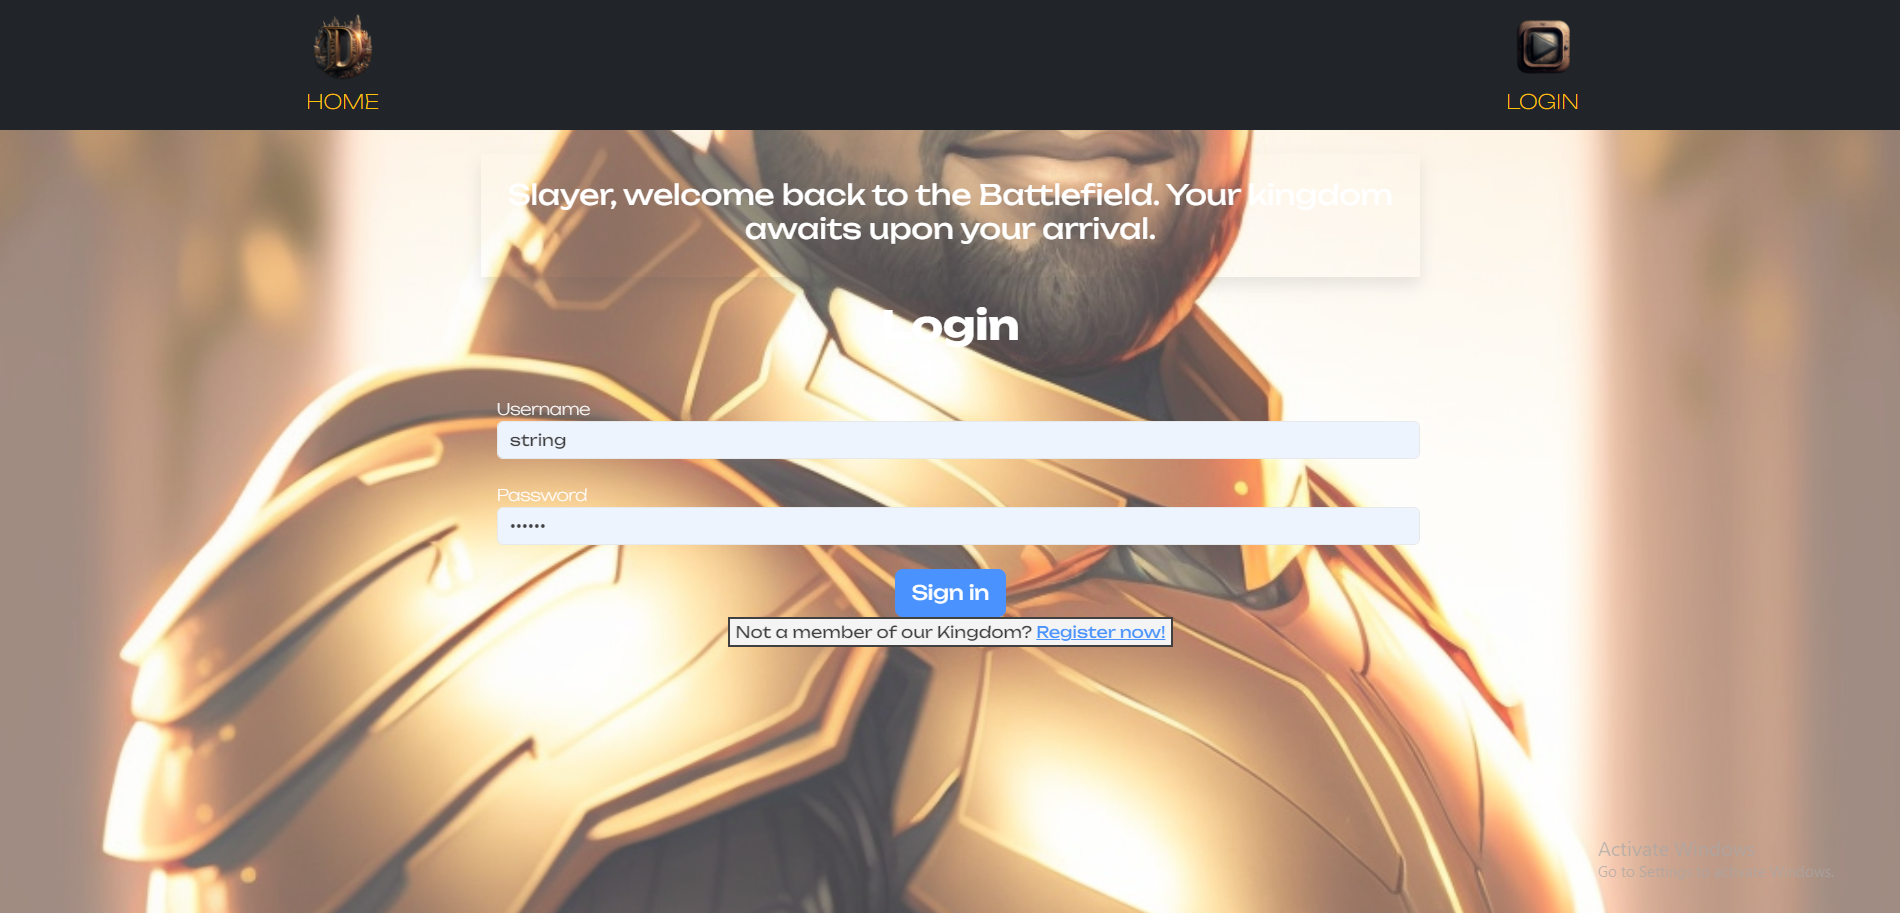 HOME
LOGIN
Slayer, welcome back to the Battlefield. Your kingdom
awaits upon your arrival.
Login
Username
string
Password
••••••
Sign in
Not a member of our Kingdom? Register now!
Activate Windows
Go to Settings to activate Windows.